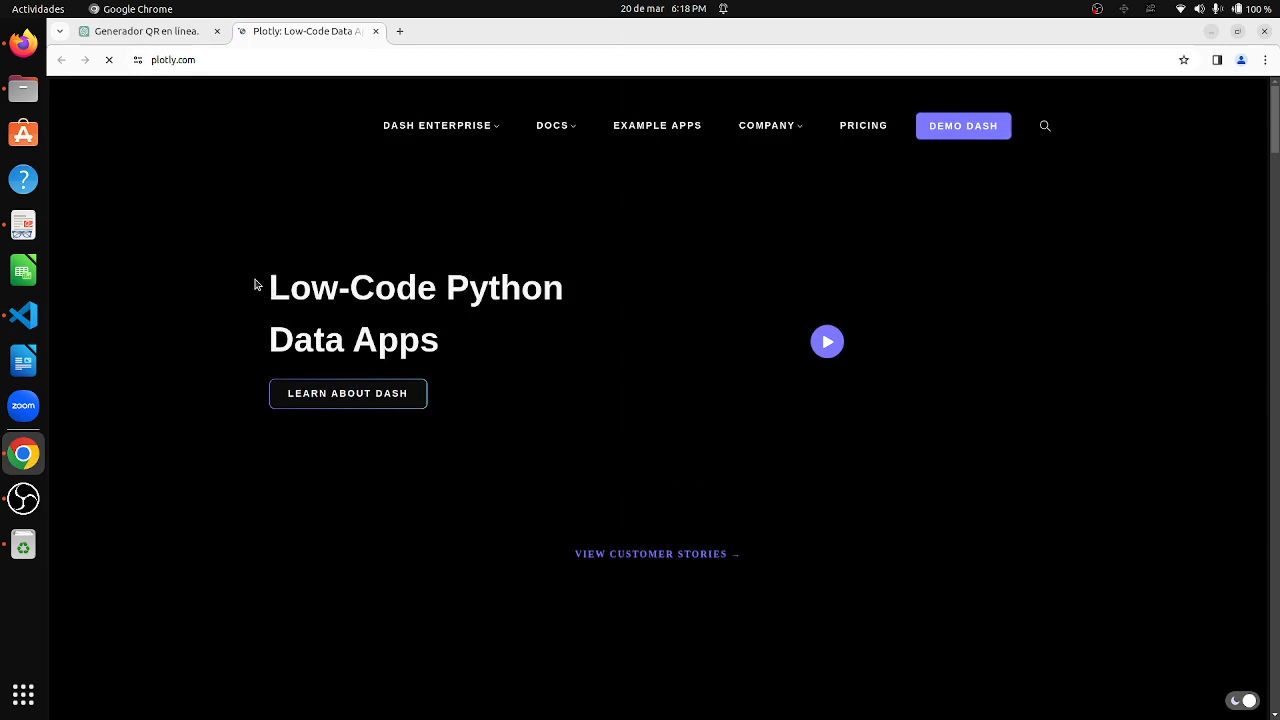 Actividades
Google Chrome
20 de mar 6:18 PM
100 %
Generador QR en línea.
Plotly: Low-Code Data A
plotly.com
DASH ENTERPRISE
DOCS
EXAMPLE APPS
COMPANY
PRICING
DEMO DASH
Low-Code Python
Data Apps
LEARN ABOUT DASH
VIEW CUSTOMER STORIES →
zoom